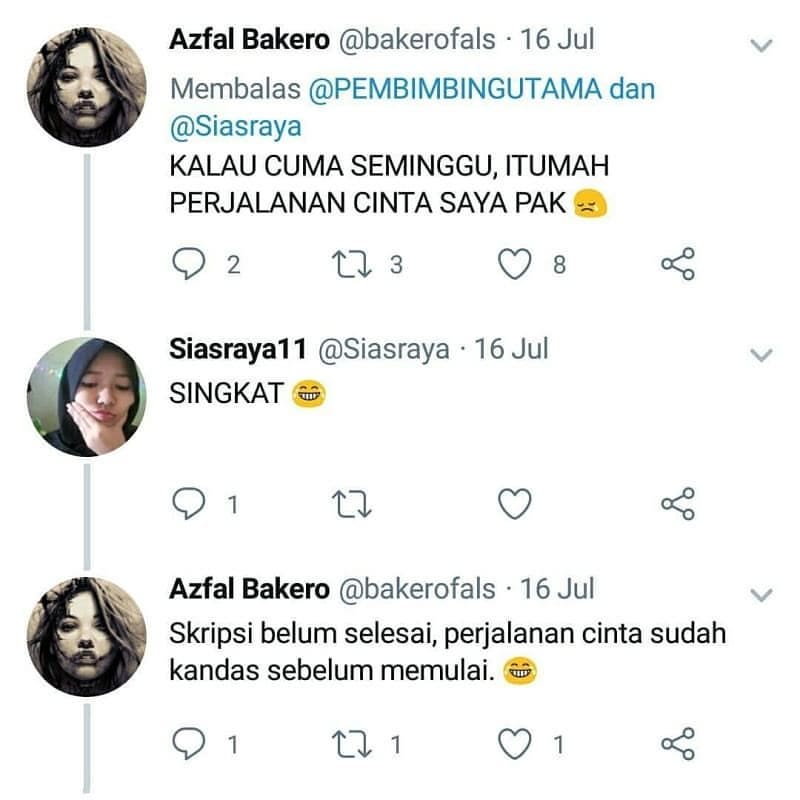 Azfal Bakero @bakerofals · 16 Jul
Membalas @PEMBIMBINGUTAMA dan
@Siasraya
KALAU CUMA SEMINGGU, ITUMAH
PERJALANAN CINTA SAYA PAK 😢
2 3 8
Siasraya11 @Siasraya · 16 Jul
SINGKAT 😂
1
Azfal Bakero @bakerofals · 16 Jul
Skripsi belum selesai, perjalanan cinta sudah
kandas sebelum memulai. 😂
1 1 1